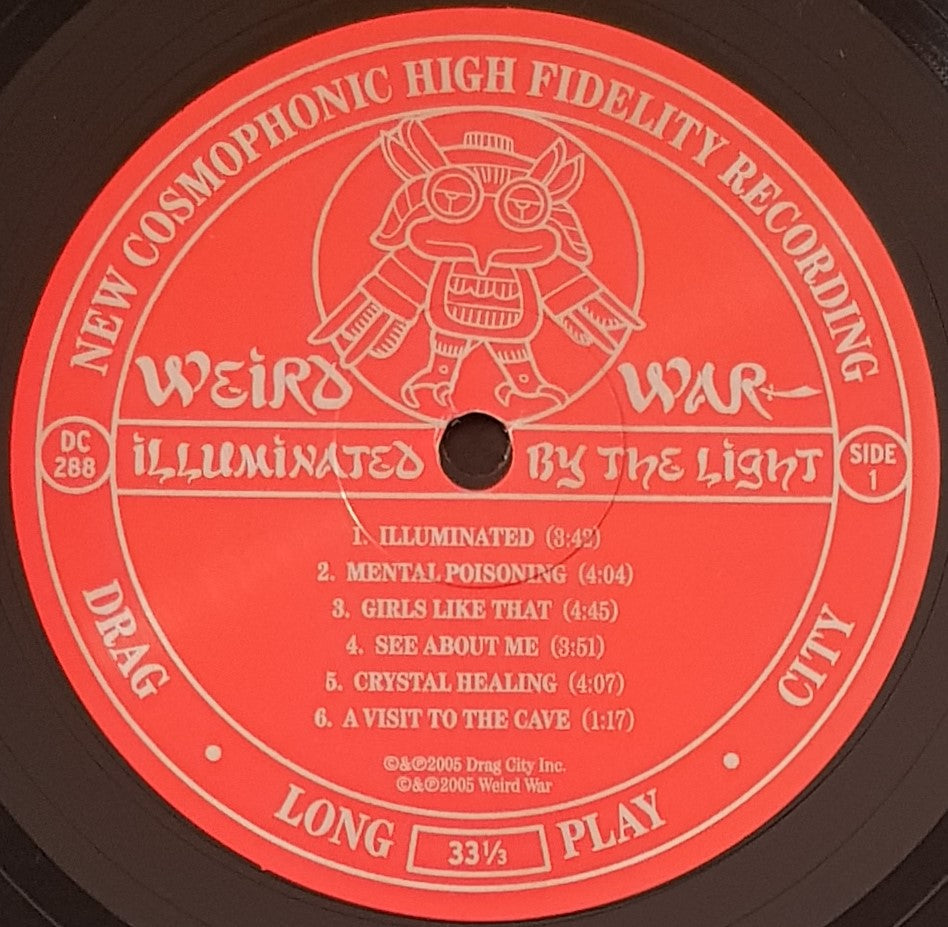 NEW COSMOPHONIC HIGH FIDELITY RECORDING
WEIRD WAR
DC
288
ILLUMINATED BY THE LIGHT
SIDE
1
1. ILLUMINATED (3:42)
2. MENTAL POISONING (4:04)
3. GIRLS LIKE THAT (4:45)
4. SEE ABOUT ME (3:51)
5. CRYSTAL HEALING (4:07)
6. A VISIT TO THE CAVE (1:17)
©&℗2005 Drag City Inc.
©&℗2005 Weird War
DRAG CITY
LONG PLAY
33⅓